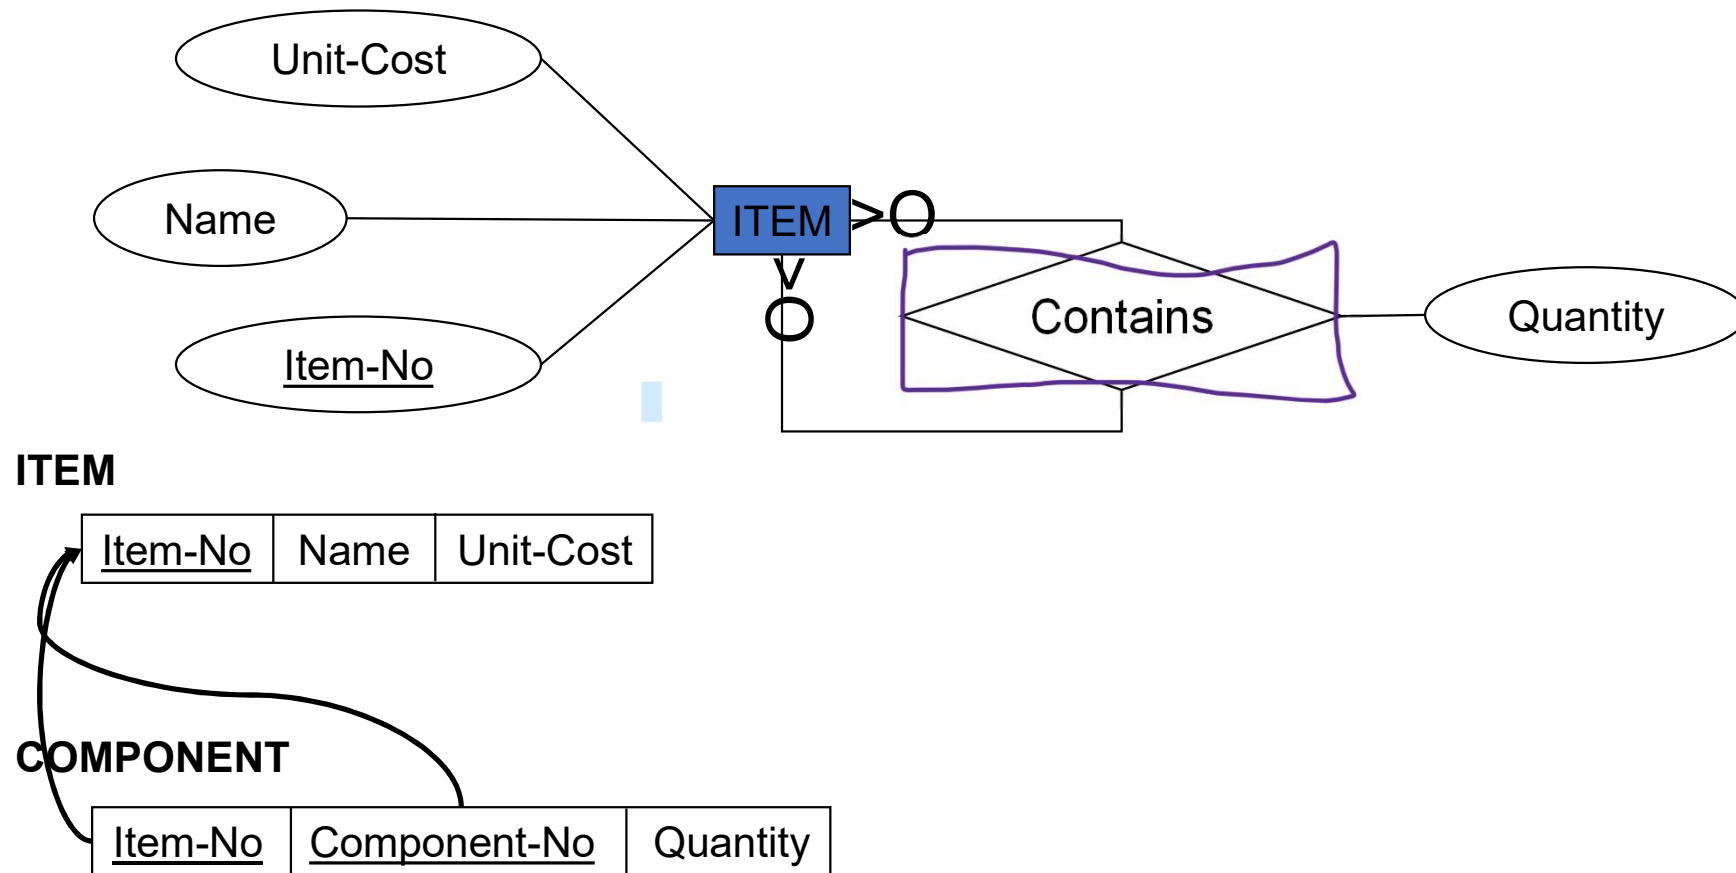 Unit-Cost
Name
ITEM
>O
<O
Contains
Quantity
Item-No
ITEM
Item-No Name Unit-Cost
COMPONENT
Item-No Component-No Quantity